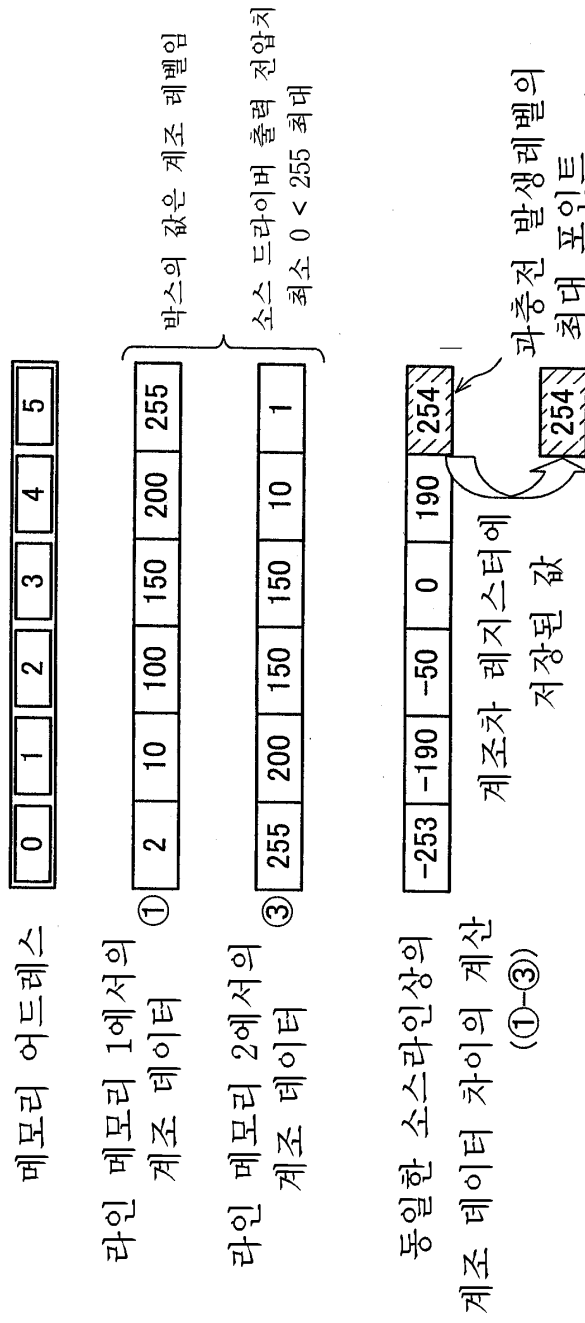 메모리 어드레스
0 1 2 3 4 5
라인 메모리 1에서의
계조 데이터
①
2 10 100 150 200 255
라인 메모리 2에서의
계조 데이터
③
255 200 150 150 10 1
박스의 값은 계조 레벨임
소스 드라이버 출력 전압치
최소 0 < 255 최대
동일한 소스라인상의
계조 데이터 차이의 계산
(①-③)
-253 -190 -50 0 190 254
계조차 레지스터에
저장된 값
254
과충전 발생레벨의
최대 포인트